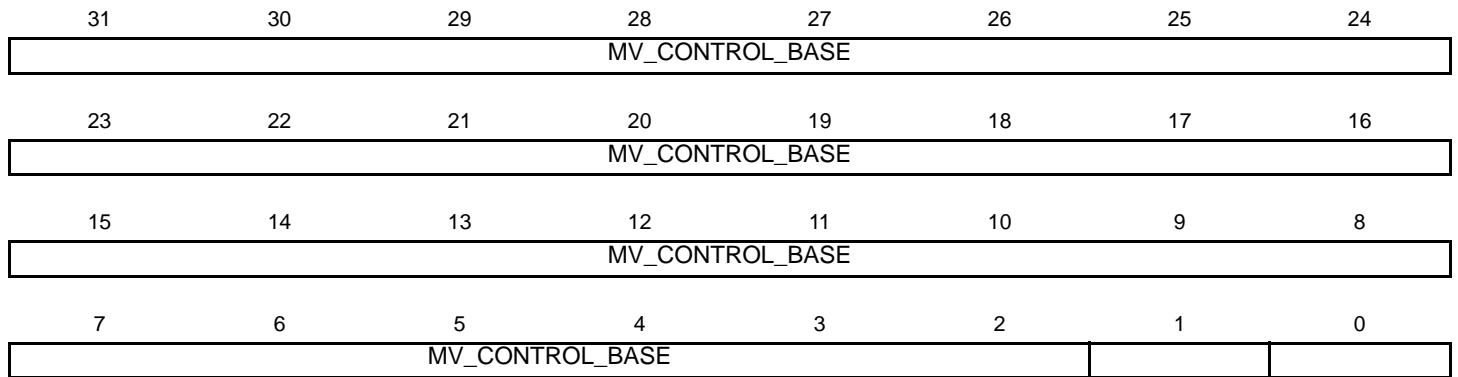 31 30 29 28 27 26 25 24
MV_CONTROL_BASE
23 22 21 20 19 18 17 16
MV_CONTROL_BASE
15 14 13 12 11 10 9 8
MV_CONTROL_BASE
7 6 5 4 3 2 1 0
MV_CONTROL_BASE